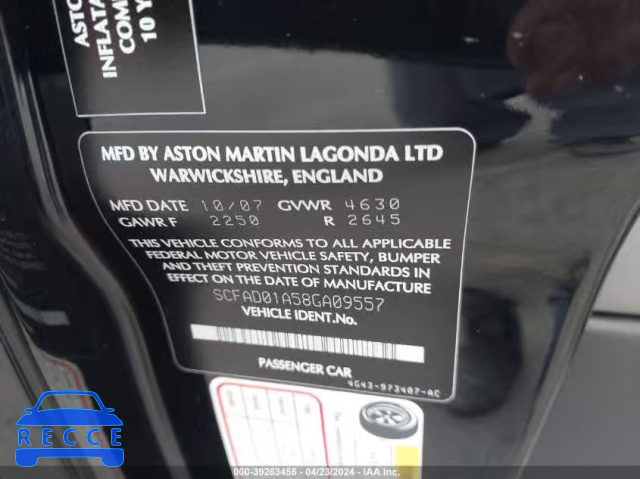 ASTO
INFLATA
COM
10 Y
MFD BY ASTON MARTIN LAGONDA LTD
WARWICKSHIRE, ENGLAND
MFD DATE 10/07 GVWR 4630
GAWR F 2250 R 2645
THIS VEHICLE CONFORMS TO ALL APPLICABLE
FEDERAL MOTOR VEHICLE SAFETY, BUMPER
AND THEFT PREVENTION STANDARDS IN
EFFECT ON THE DATE OF MANUFACTURE
SCFAD01A58GA09557
VEHICLE IDENT.No.
PASSENGER CAR
4G43-973407-AC
RECCE
000-39263455 - 04/23/2024 - IAA Inc.